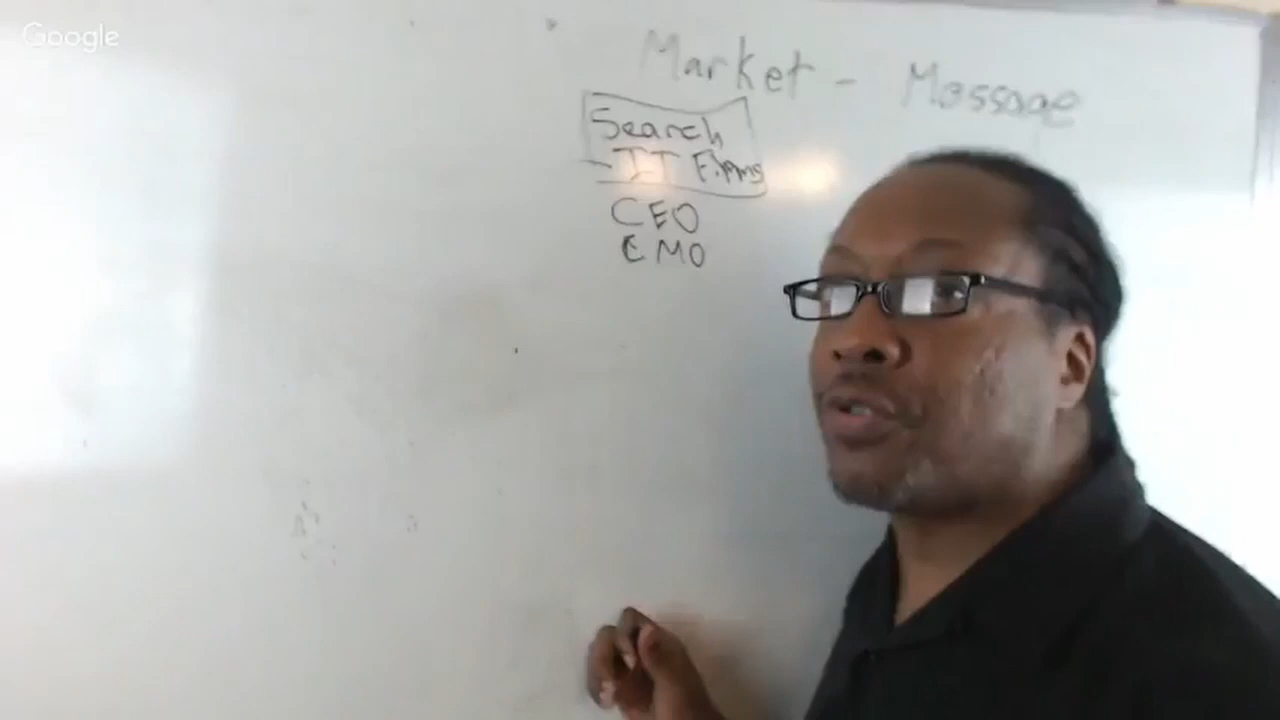 Google
Market - Message
Search
- IT Firms
CEO
CMO